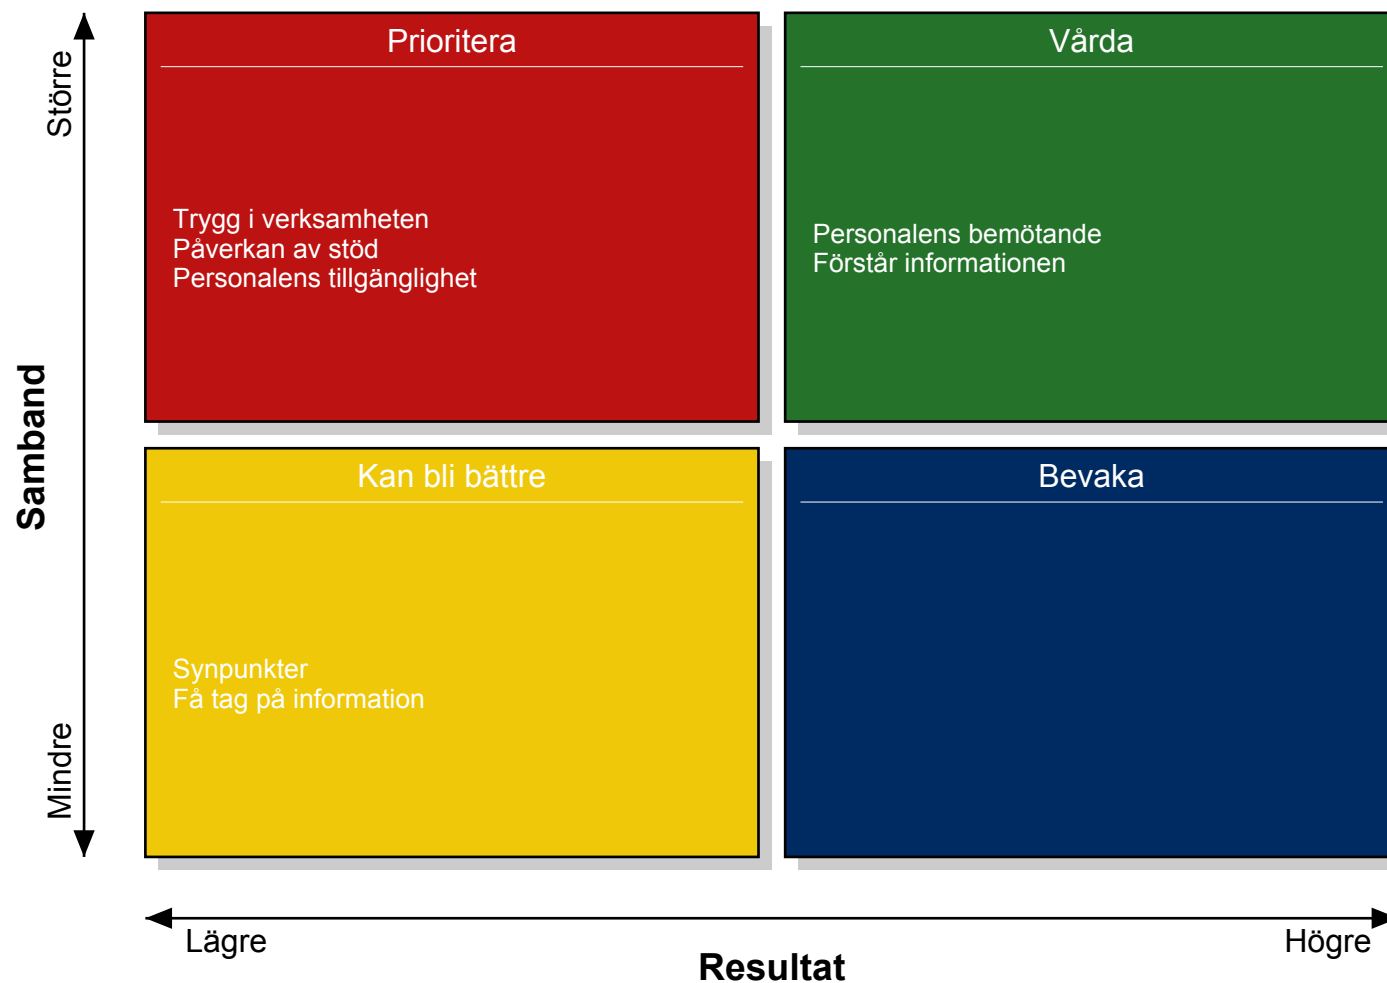 Prioritera
Vårda
Större
Trygg i verksamheten
Påverkan av stöd
Personalens tillgänglighet
Personalens bemötande
Förstår informationen
Samband
Kan bli bättre
Bevaka
Synpunkter
Få tag på information
Mindre
Lägre
Högre
Resultat